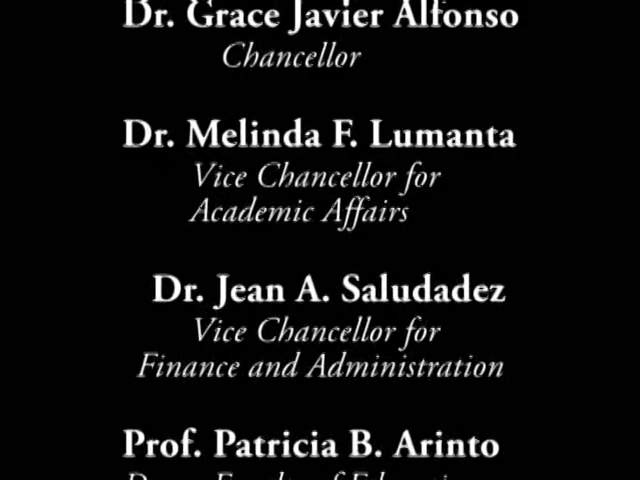 Dr. Grace Javier Alfonso
Chancellor
Dr. Melinda F. Lumanta
Vice Chancellor for
Academic Affairs
Dr. Jean A. Saludadez
Vice Chancellor for
Finance and Administration
Prof. Patricia B. Arinto